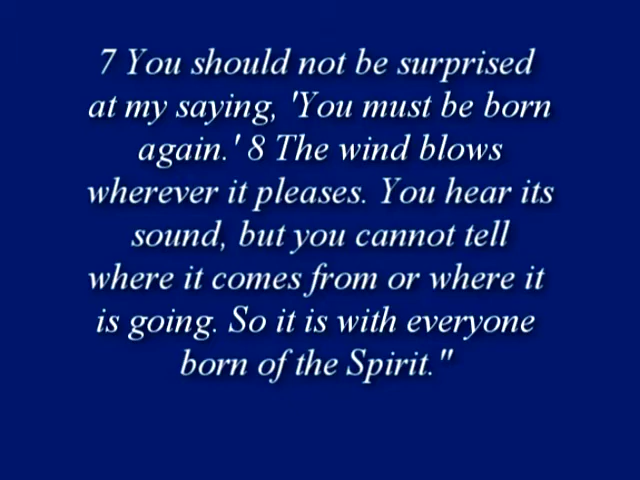 7 You should not be surprised
at my saying, 'You must be born
again.' 8 The wind blows
wherever it pleases. You hear its
sound, but you cannot tell
where it comes from or where it
is going. So it is with everyone
born of the Spirit."